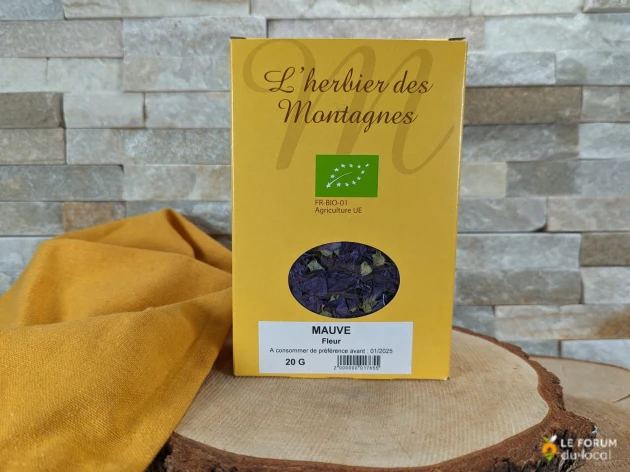 L'herbier des
Montagnes
FR-BIO-01
Agriculture UE
MAUVE
Fleur
A consommer de préférence avant : 01/2025
20 G
2000000017655
LE FORUM
du local